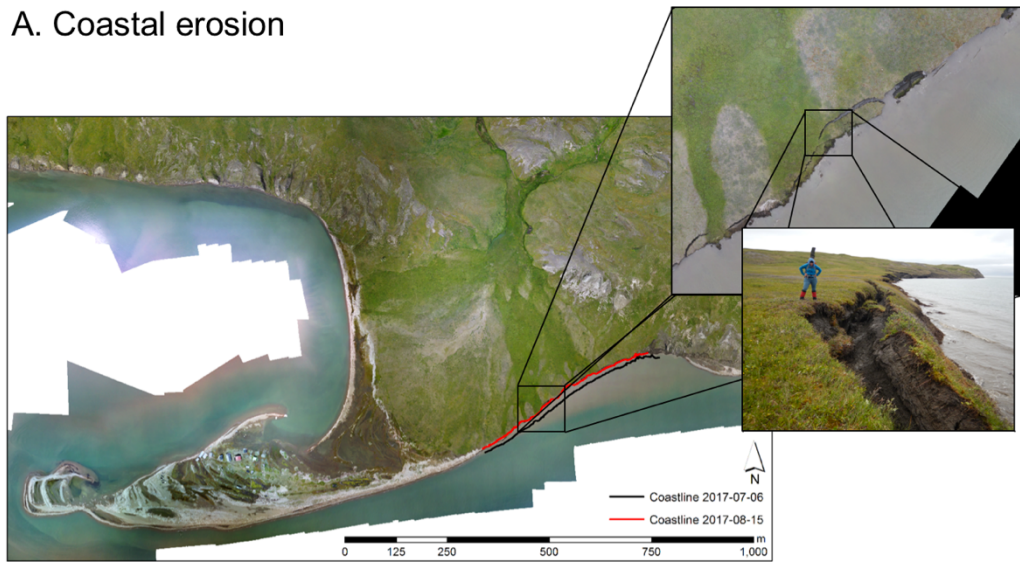 A. Coastal erosion
N
Coastline 2017-07-06
Coastline 2017-08-15
m
0 125 250 500 750 1,000